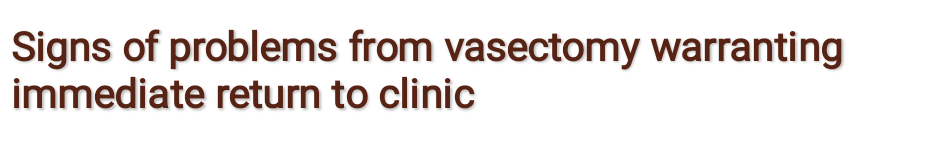 Signs of problems from vasectomy warranting
immediate return to clinic